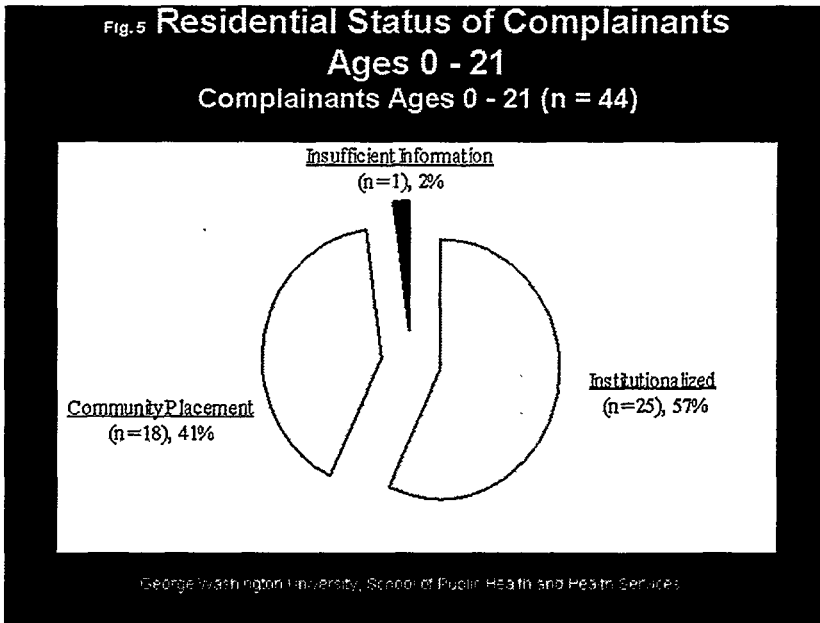 Fig.5 Residential Status of Complainants
Ages 0 - 21
Complainants Ages 0 - 21 (n = 44)
Insufficient Information
(n=1), 2%
Institutionalized
(n=25), 57%
Community Placement
(n=18), 41%
George Washington University, School of Public Health and Health Services